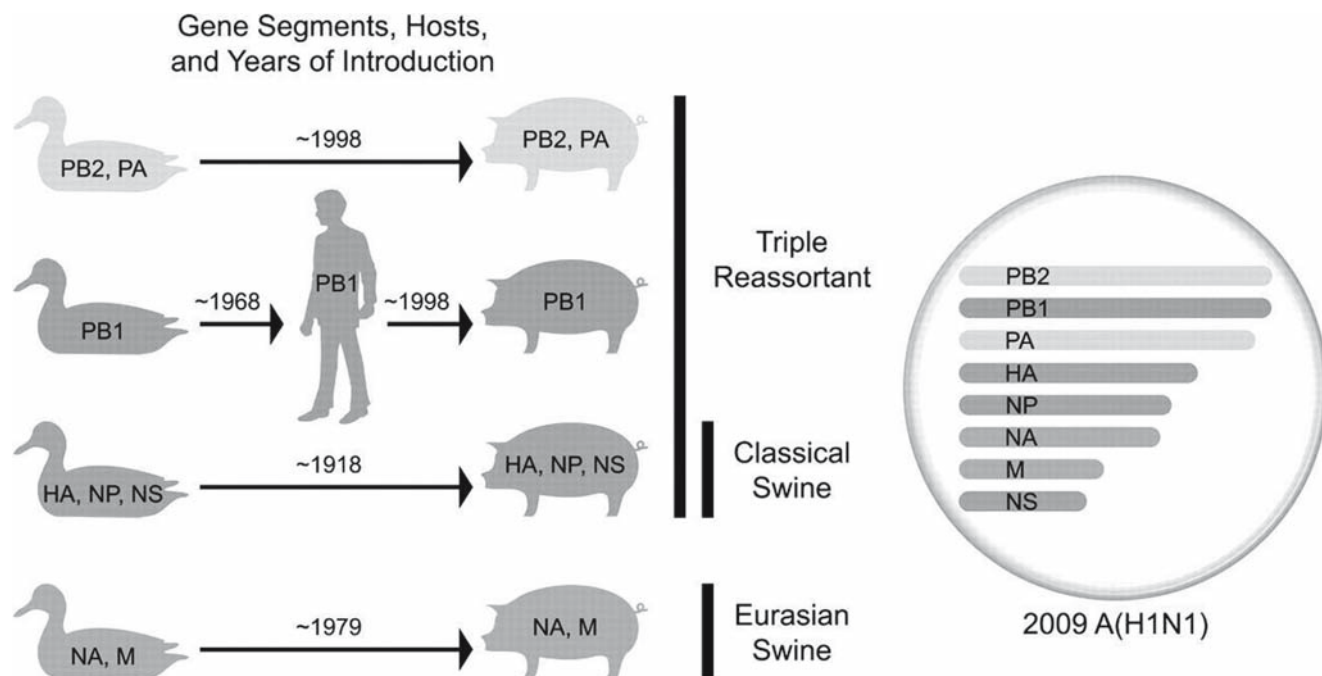 Gene Segments, Hosts,
and Years of Introduction
PB2, PA
~1998
PB2, PA
PB1
~1968
PB1
~1998
PB1
HA, NP, NS
~1918
HA, NP, NS
NA, M
~1979
NA, M
Triple
Reassortant
Classical
Swine
Eurasian
Swine
PB2
PB1
PA
HA
NP
NA
M
NS
2009 A(H1N1)